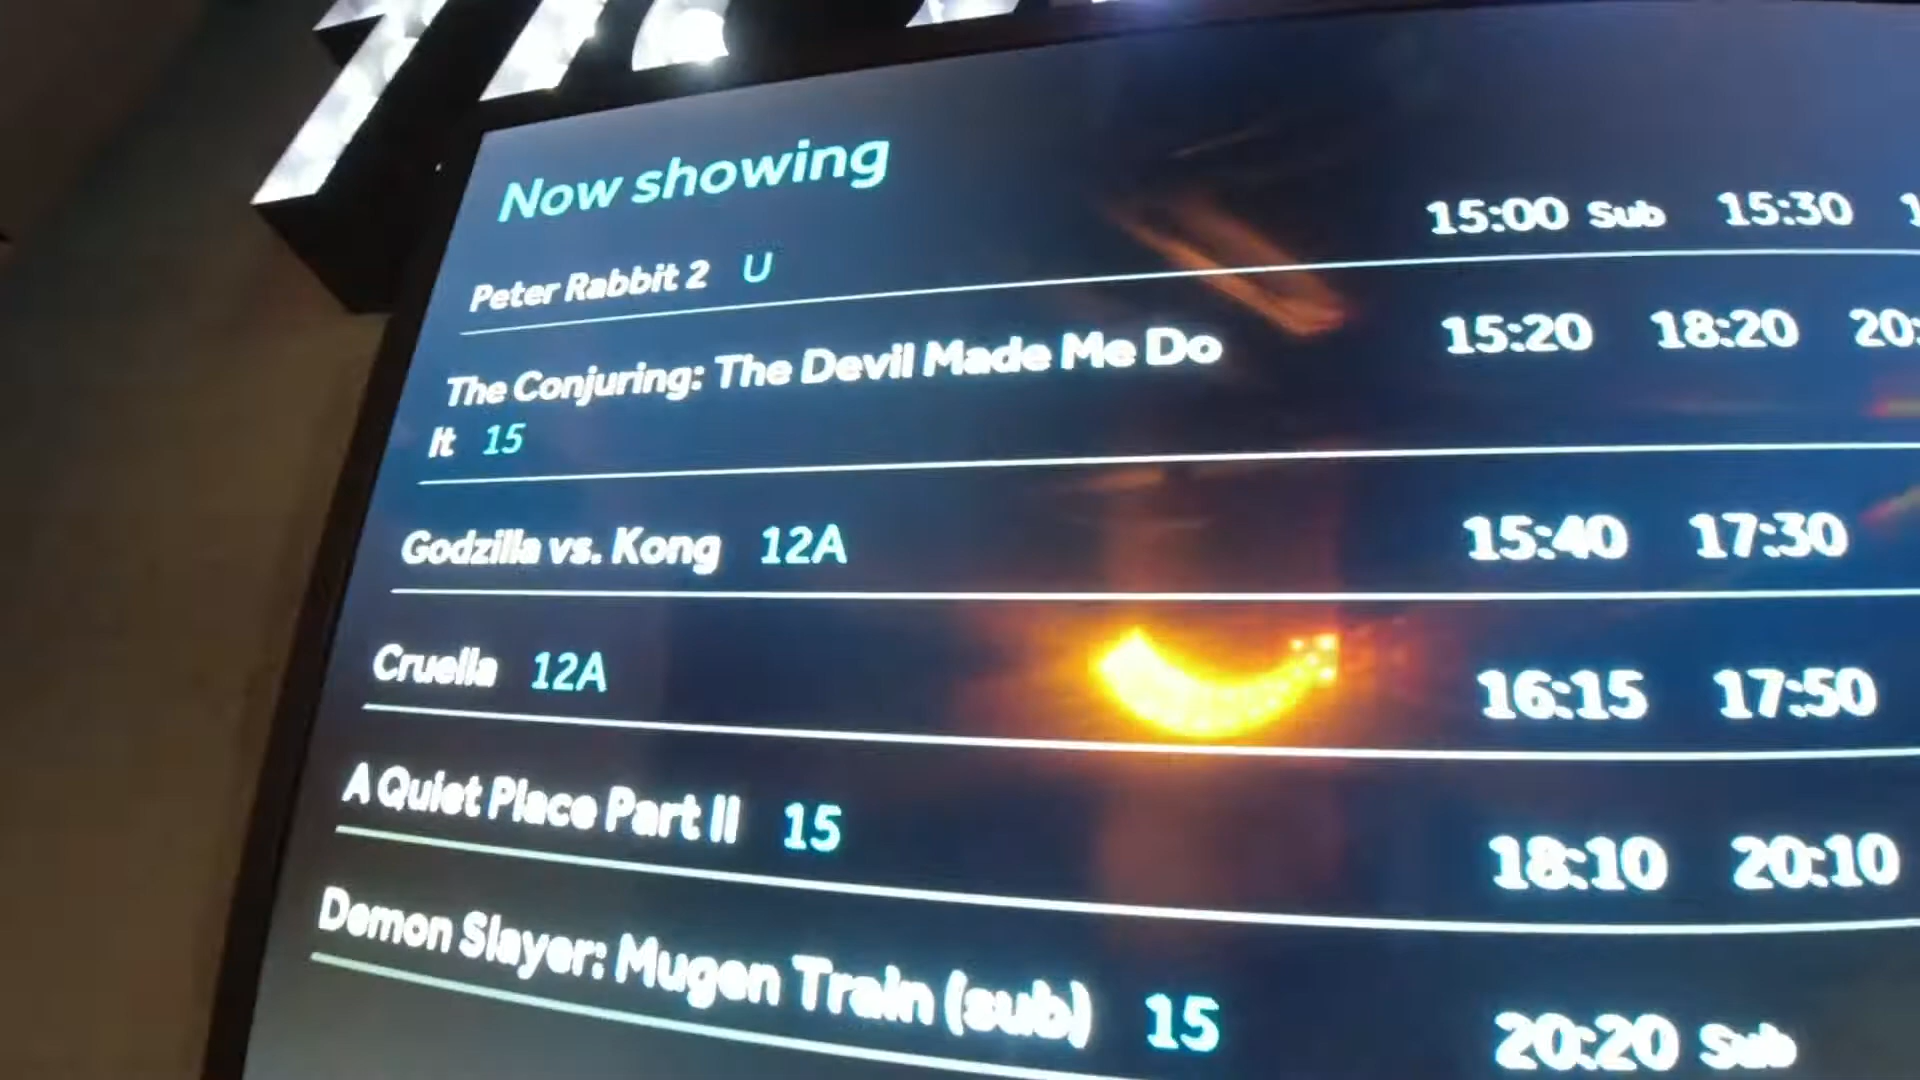 Now showing
Peter Rabbit 2 U 15:00 Sub 15:30
The Conjuring: The Devil Made Me Do 15:20 18:20
It 15
Godzilla vs. Kong 12A 15:40 17:30
Cruella 12A 16:15 17:50
A Quiet Place Part II 15 18:10 20:10
Demon Slayer: Mugen Train (sub) 15 20:20 Sub